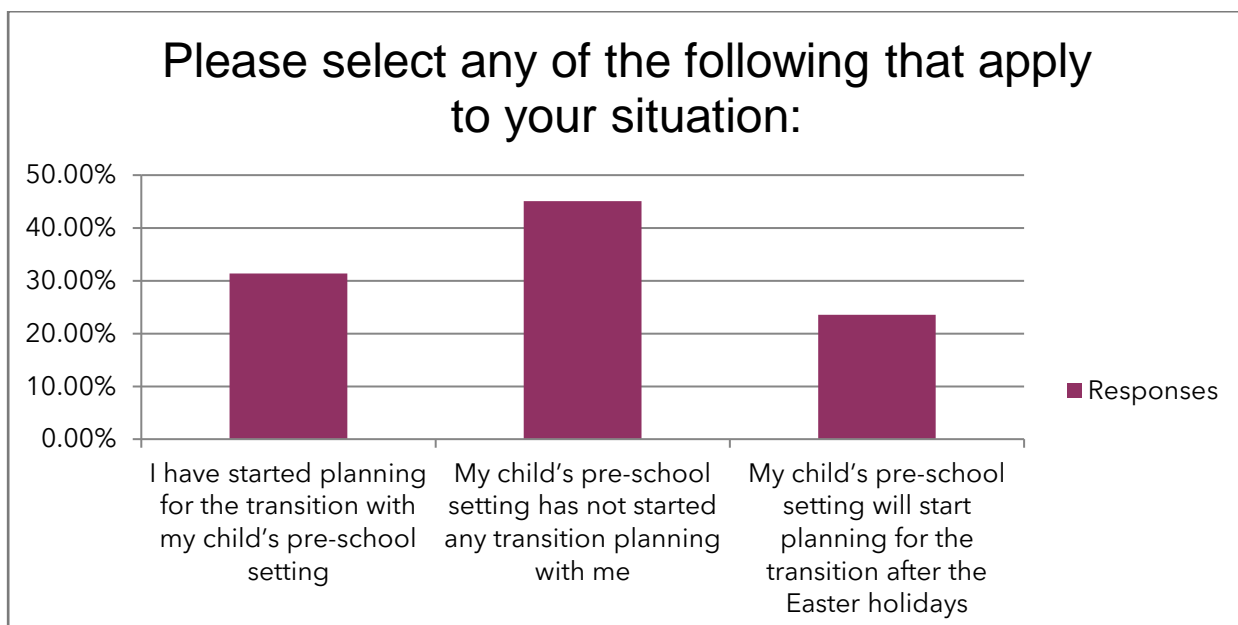 Please select any of the following that apply
to your situation:
50.00%
40.00%
30.00%
20.00%
10.00%
0.00%
Responses
I have started planning
for the transition with
my child’s pre-school
setting
My child’s pre-school
setting has not started
any transition planning
with me
My child’s pre-school
setting will start
planning for the
transition after the
Easter holidays